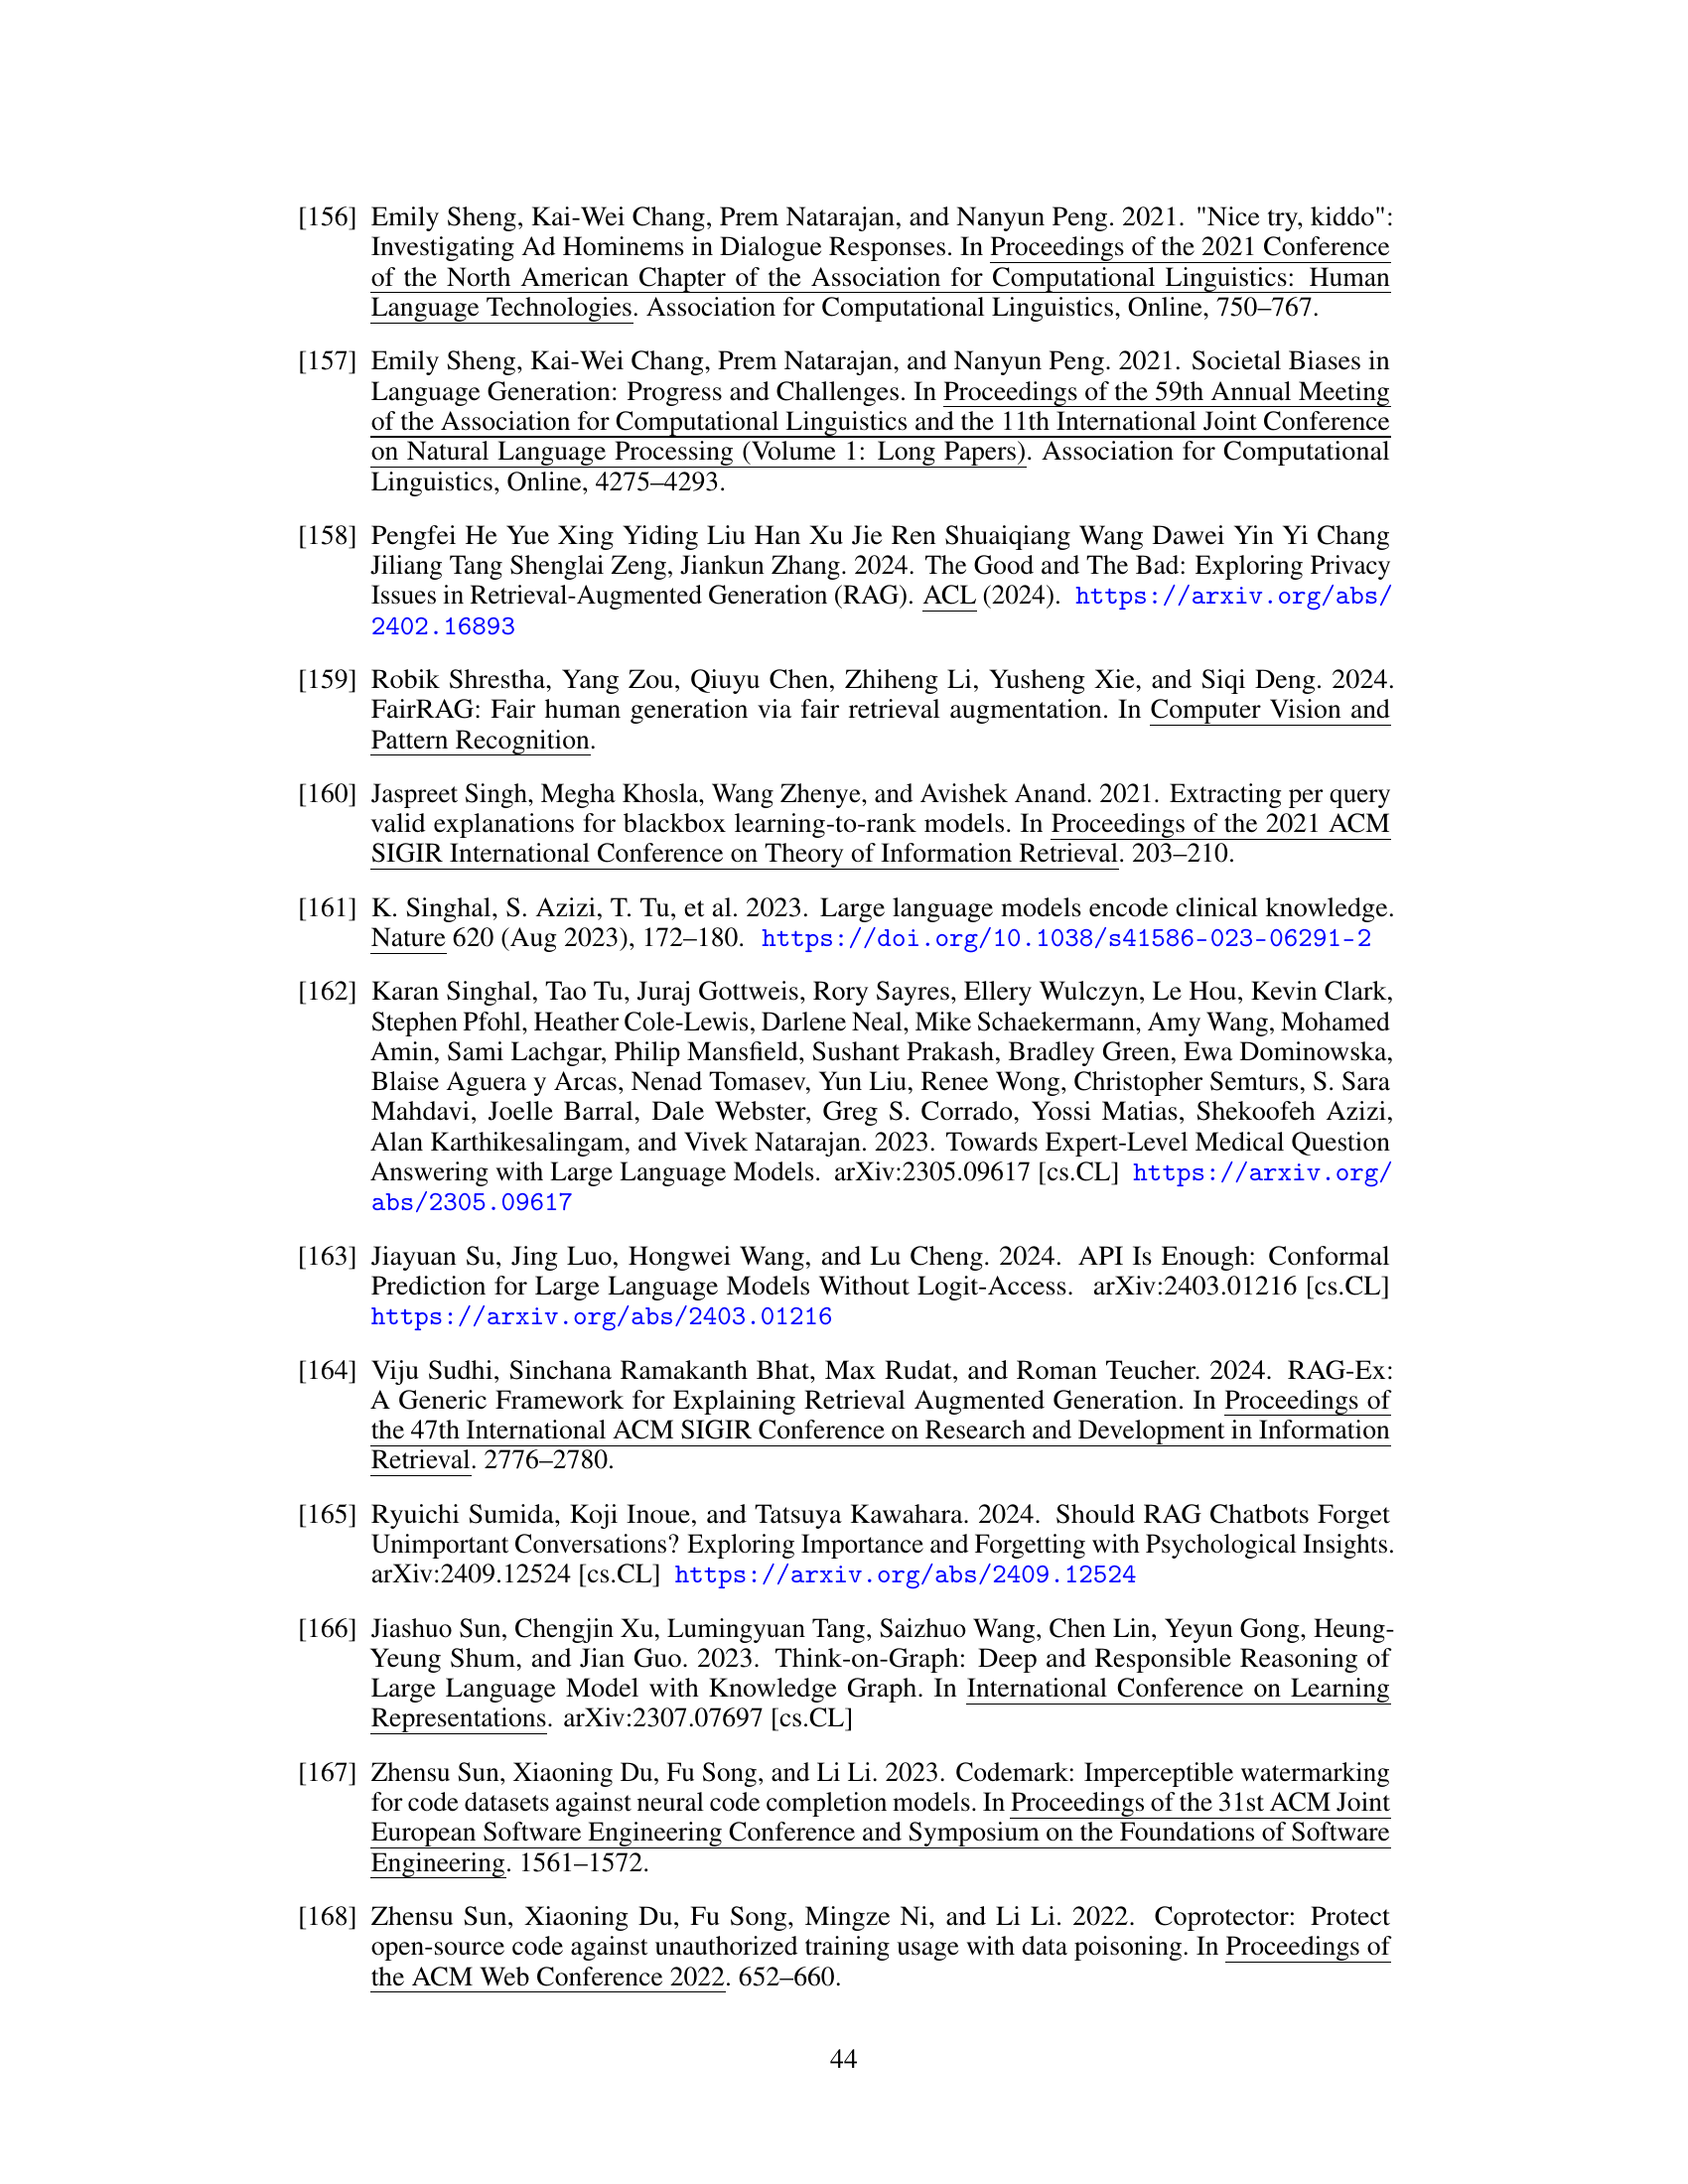 [156] Emily Sheng, Kai-Wei Chang, Prem Natarajan, and Nanyun Peng. 2021. "Nice try, kiddo":
Investigating Ad Hominems in Dialogue Responses. In Proceedings of the 2021 Conference
of the North American Chapter of the Association for Computational Linguistics: Human
Language Technologies. Association for Computational Linguistics, Online, 750–767.
[157] Emily Sheng, Kai-Wei Chang, Prem Natarajan, and Nanyun Peng. 2021. Societal Biases in
Language Generation: Progress and Challenges. In Proceedings of the 59th Annual Meeting
of the Association for Computational Linguistics and the 11th International Joint Conference
on Natural Language Processing (Volume 1: Long Papers). Association for Computational
Linguistics, Online, 4275–4293.
[158] Pengfei He Yue Xing Yiding Liu Han Xu Jie Ren Shuaiqiang Wang Dawei Yin Yi Chang
Jiliang Tang Shenglai Zeng, Jiankun Zhang. 2024. The Good and The Bad: Exploring Privacy
Issues in Retrieval-Augmented Generation (RAG). ACL (2024). https://arxiv.org/abs/
2402.16893
[159] Robik Shrestha, Yang Zou, Qiuyu Chen, Zhiheng Li, Yusheng Xie, and Siqi Deng. 2024.
FairRAG: Fair human generation via fair retrieval augmentation. In Computer Vision and
Pattern Recognition.
[160] Jaspreet Singh, Megha Khosla, Wang Zhenye, and Avishek Anand. 2021. Extracting per query
valid explanations for blackbox learning-to-rank models. In Proceedings of the 2021 ACM
SIGIR International Conference on Theory of Information Retrieval. 203–210.
[161] K. Singhal, S. Azizi, T. Tu, et al. 2023. Large language models encode clinical knowledge.
Nature 620 (Aug 2023), 172–180. https://doi.org/10.1038/s41586-023-06291-2
[162] Karan Singhal, Tao Tu, Juraj Gottweis, Rory Sayres, Ellery Wulczyn, Le Hou, Kevin Clark,
Stephen Pfohl, Heather Cole-Lewis, Darlene Neal, Mike Schaekermann, Amy Wang, Mohamed
Amin, Sami Lachgar, Philip Mansfield, Sushant Prakash, Bradley Green, Ewa Dominowska,
Blaise Aguera y Arcas, Nenad Tomasev, Yun Liu, Renee Wong, Christopher Semturs, S. Sara
Mahdavi, Joelle Barral, Dale Webster, Greg S. Corrado, Yossi Matias, Shekoofeh Azizi,
Alan Karthikesalingam, and Vivek Natarajan. 2023. Towards Expert-Level Medical Question
Answering with Large Language Models. arXiv:2305.09617 [cs.CL] https://arxiv.org/
abs/2305.09617
[163] Jiayuan Su, Jing Luo, Hongwei Wang, and Lu Cheng. 2024. API Is Enough: Conformal
Prediction for Large Language Models Without Logit-Access. arXiv:2403.01216 [cs.CL]
https://arxiv.org/abs/2403.01216
[164] Viju Sudhi, Sinchana Ramakanth Bhat, Max Rudat, and Roman Teucher. 2024. RAG-Ex:
A Generic Framework for Explaining Retrieval Augmented Generation. In Proceedings of
the 47th International ACM SIGIR Conference on Research and Development in Information
Retrieval. 2776–2780.
[165] Ryuichi Sumida, Koji Inoue, and Tatsuya Kawahara. 2024. Should RAG Chatbots Forget
Unimportant Conversations? Exploring Importance and Forgetting with Psychological Insights.
arXiv:2409.12524 [cs.CL] https://arxiv.org/abs/2409.12524
[166] Jiashuo Sun, Chengjin Xu, Lumingyuan Tang, Saizhuo Wang, Chen Lin, Yeyun Gong, Heung-
Yeung Shum, and Jian Guo. 2023. Think-on-Graph: Deep and Responsible Reasoning of
Large Language Model with Knowledge Graph. In International Conference on Learning
Representations. arXiv:2307.07697 [cs.CL]
[167] Zhensu Sun, Xiaoning Du, Fu Song, and Li Li. 2023. Codemark: Imperceptible watermarking
for code datasets against neural code completion models. In Proceedings of the 31st ACM Joint
European Software Engineering Conference and Symposium on the Foundations of Software
Engineering. 1561–1572.
[168] Zhensu Sun, Xiaoning Du, Fu Song, Mingze Ni, and Li Li. 2022. Coprotector: Protect
open-source code against unauthorized training usage with data poisoning. In Proceedings of
the ACM Web Conference 2022. 652–660.
44